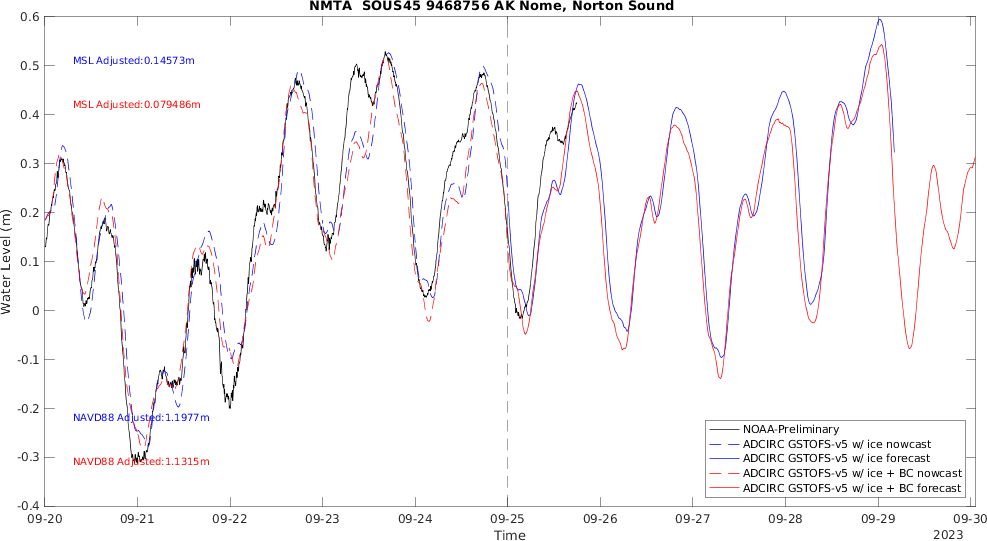 NMTA  SOUS45 9468756 AK Nome, Norton Sound
0.6
0.5
0.4
0.3
0.2
0.1
0
-0.1
-0.2
-0.3
-0.4
Water Level (m)
MSL Adjusted:0.14573m
MSL Adjusted:0.079486m
NAVD88 Adjusted:1.1977m
NAVD88 Adjusted:1.1315m
NOAA-Preliminary
ADCIRC GSTOFS-v5 w/ ice nowcast
ADCIRC GSTOFS-v5 w/ ice forecast
ADCIRC GSTOFS-v5 w/ ice + BC nowcast
ADCIRC GSTOFS-v5 w/ ice + BC forecast
09-20 09-21 09-22 09-23 09-24 09-25 09-26 09-27 09-28 09-29 09-30
Time
2023